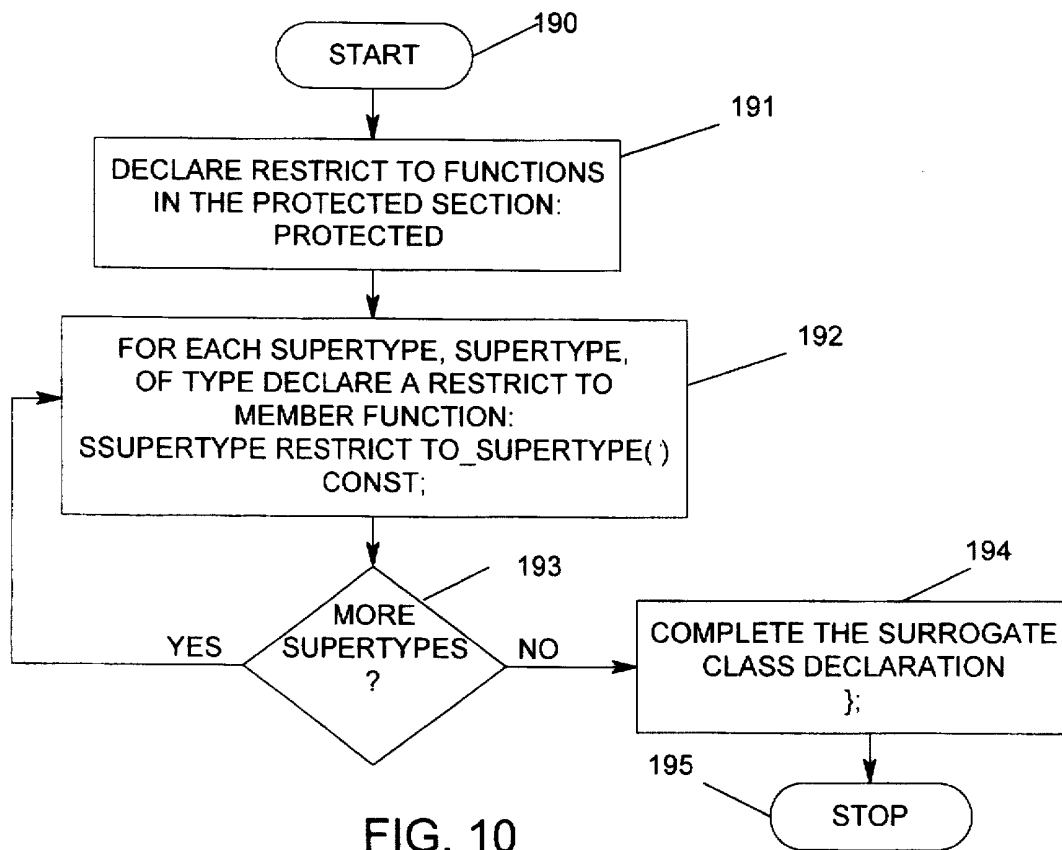 START
190
191
DECLARE RESTRICT TO FUNCTIONS
IN THE PROTECTED SECTION:
PROTECTED
192
FOR EACH SUPERTYPE, SUPERTYPE,
OF TYPE DECLARE A RESTRICT TO
MEMBER FUNCTION:
SSUPERTYPE RESTRICT TO_SUPERTYPE( )
CONST;
193
MORE
SUPERTYPES
?
YES
NO
194
COMPLETE THE SURROGATE
CLASS DECLARATION
};
195
STOP
FIG. 10